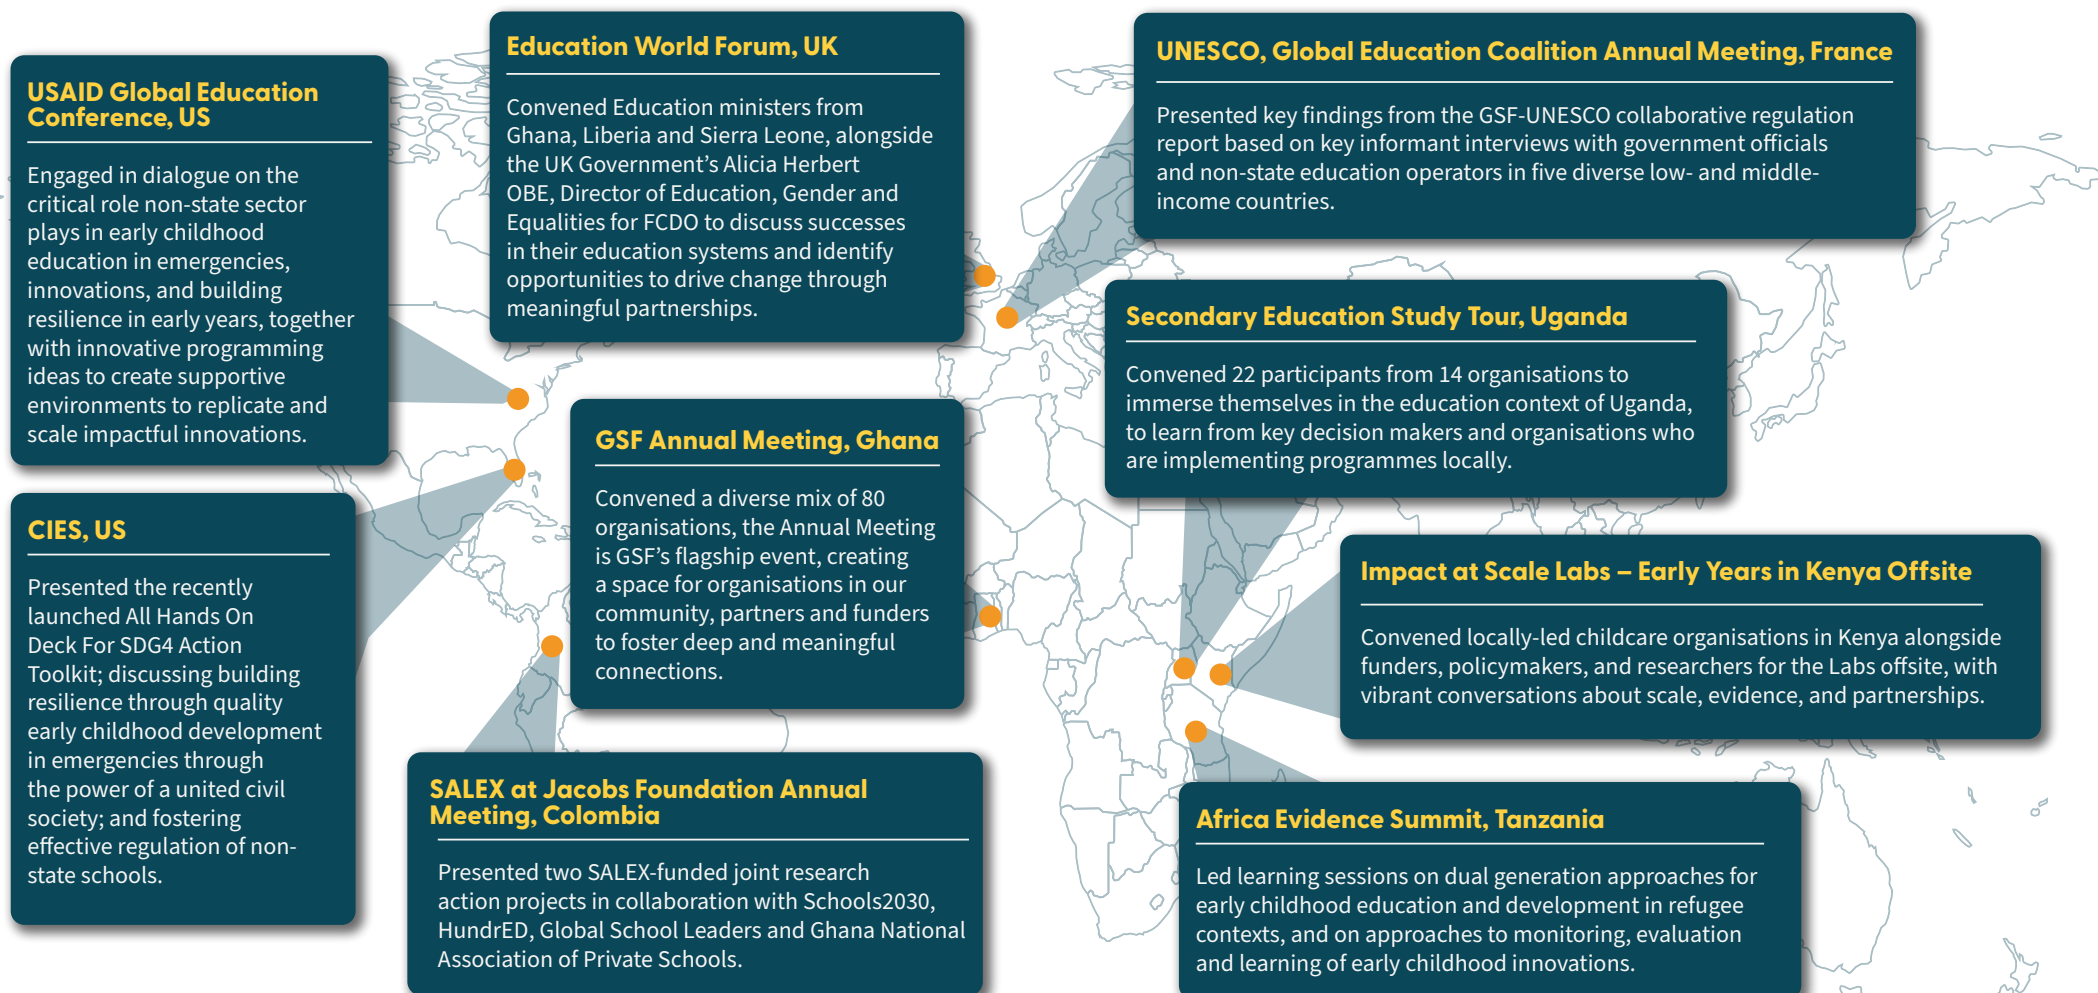 USAID Global Education
Conference, US
Engaged in dialogue on the
critical role non-state sector
plays in early childhood
education in emergencies,
innovations, and building
resilience in early years, together
with innovative programming
ideas to create supportive
environments to replicate and
scale impactful innovations.
Education World Forum, UK
Convened Education ministers from
Ghana, Liberia and Sierra Leone, alongside
the UK Government’s Alicia Herbert
OBE, Director of Education, Gender and
Equalities for FCDO to discuss successes
in their education systems and identify
opportunities to drive change through
meaningful partnerships.
UNESCO, Global Education Coalition Annual Meeting, France
Presented key findings from the GSF-UNESCO collaborative regulation
report based on key informant interviews with government officials
and non-state education operators in five diverse low- and middle-
income countries.
Secondary Education Study Tour, Uganda
Convened 22 participants from 14 organisations to
immerse themselves in the education context of Uganda,
to learn from key decision makers and organisations who
are implementing programmes locally.
GSF Annual Meeting, Ghana
Convened a diverse mix of 80
organisations, the Annual Meeting
is GSF’s flagship event, creating
a space for organisations in our
community, partners and funders
to foster deep and meaningful
connections.
CIES, US
Presented the recently
launched All Hands On
Deck For SDG4 Action
Toolkit; discussing building
resilience through quality
early childhood development
in emergencies through
the power of a united civil
society; and fostering
effective regulation of non-
state schools.
Impact at Scale Labs – Early Years in Kenya Offsite
Convened locally-led childcare organisations in Kenya alongside
funders, policymakers, and researchers for the Labs offsite, with
vibrant conversations about scale, evidence, and partnerships.
SALEX at Jacobs Foundation Annual
Meeting, Colombia
Presented two SALEX-funded joint research
action projects in collaboration with Schools2030,
HundrED, Global School Leaders and Ghana National
Association of Private Schools.
Africa Evidence Summit, Tanzania
Led learning sessions on dual generation approaches for
early childhood education and development in refugee
contexts, and on approaches to monitoring, evaluation
and learning of early childhood innovations.